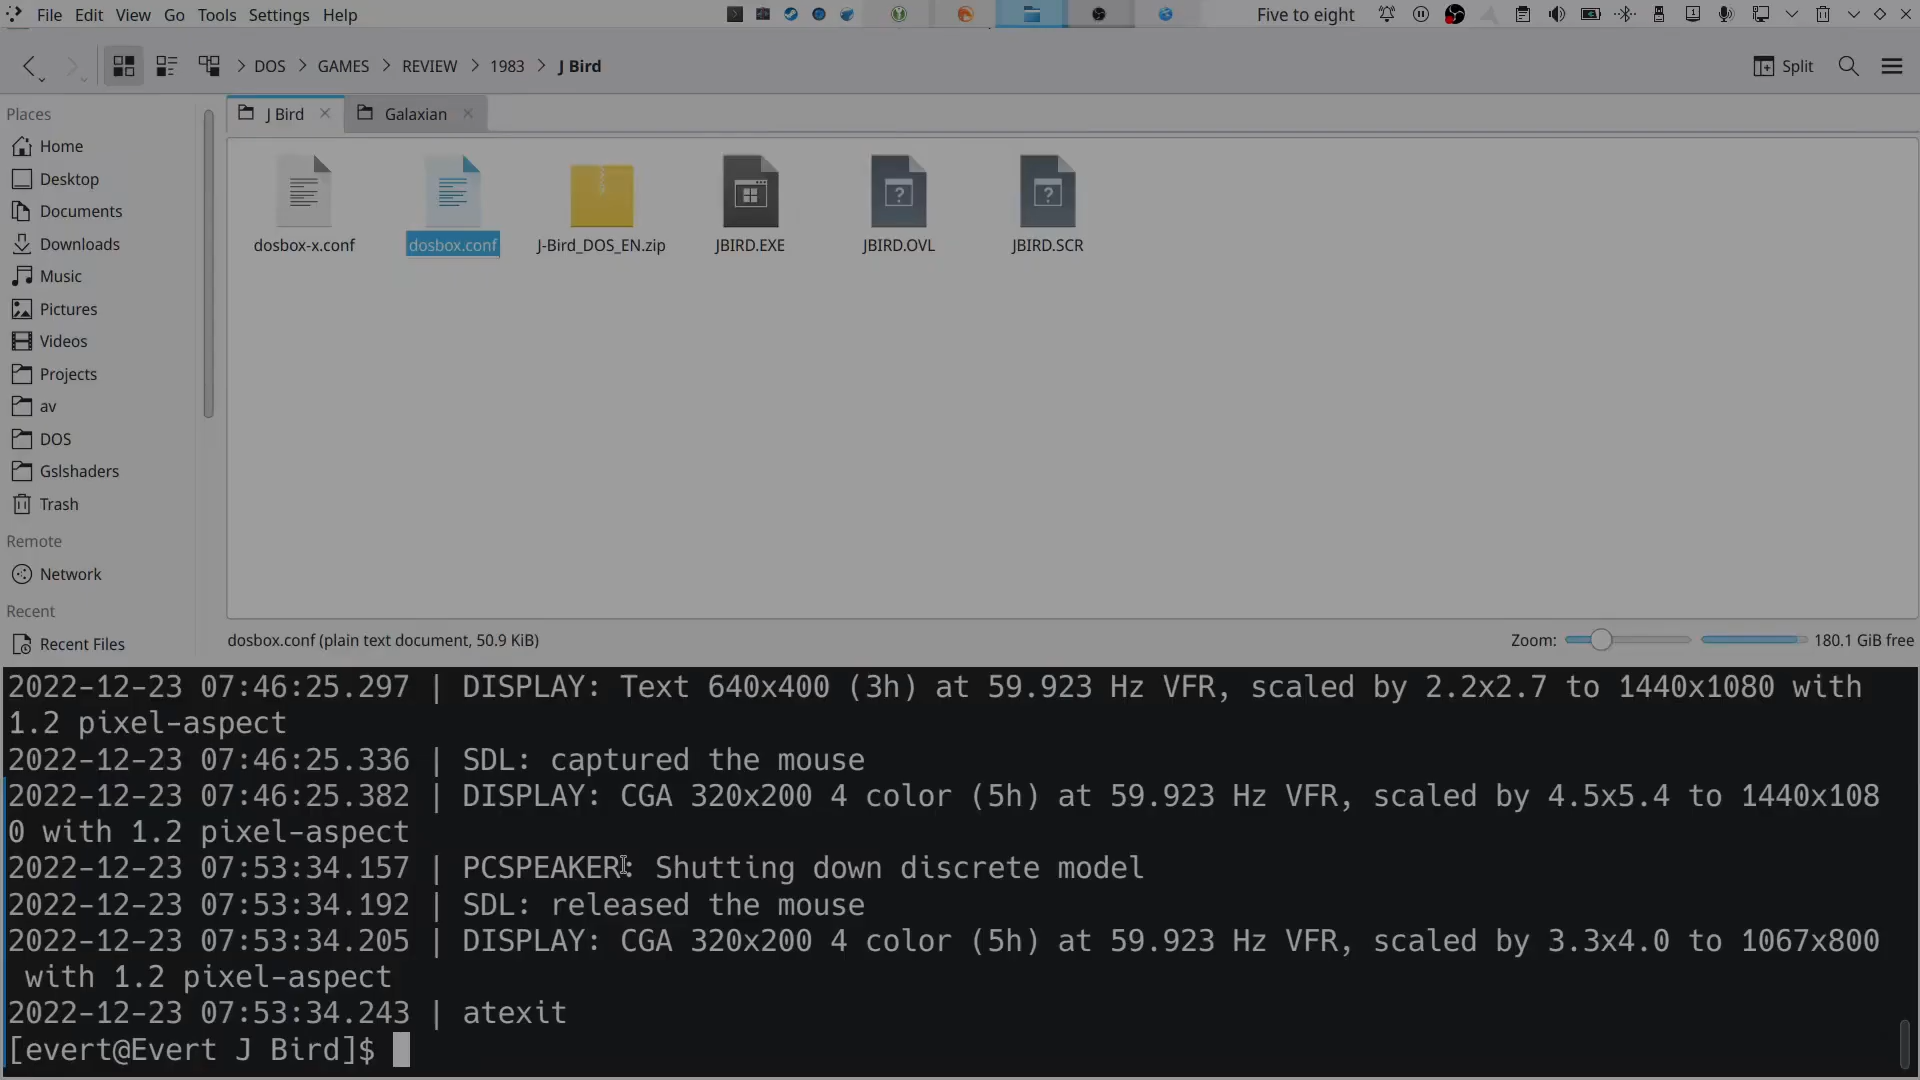 File Edit View Go Tools Settings Help
Five to eight
DOS GAMES REVIEW 1983 J Bird
Split
Places
J Bird
Galaxian
Home
Desktop
Documents
Downloads
Music
Pictures
Videos
Projects
av
DOS
Gslshaders
Trash
Remote
Network
Recent
Recent Files
dosbox-x.conf
dosbox.conf
J-Bird_DOS_EN.zip
JBIRD.EXE
JBIRD.OVL
JBIRD.SCR
dosbox.conf (plain text document, 50.9 KiB)
Zoom:
180.1 GiB free
2022-12-23 07:46:25.297 | DISPLAY: Text 640x400 (3h) at 59.923 Hz VFR, scaled by 2.2x2.7 to 1440x1080 with
1.2 pixel-aspect
2022-12-23 07:46:25.336 | SDL: captured the mouse
2022-12-23 07:46:25.382 | DISPLAY: CGA 320x200 4 color (5h) at 59.923 Hz VFR, scaled by 4.5x5.4 to 1440x108
0 with 1.2 pixel-aspect
2022-12-23 07:53:34.157 | PCSPEAKER: Shutting down discrete model
2022-12-23 07:53:34.192 | SDL: released the mouse
2022-12-23 07:53:34.205 | DISPLAY: CGA 320x200 4 color (5h) at 59.923 Hz VFR, scaled by 3.3x4.0 to 1067x800
with 1.2 pixel-aspect
2022-12-23 07:53:34.243 | atexit
[evert@Evert J Bird]$